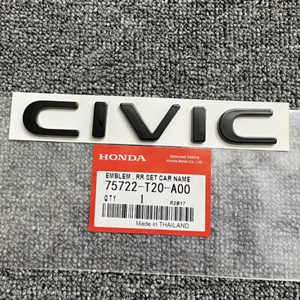 CIVIC
HONDA
GENUINE PARTS
Honda Motor Co., Ltd.
EMBLEM , RR SET CAR NAME
75722-T20-A00
QTY 1
R2B17
Made in THAILAND